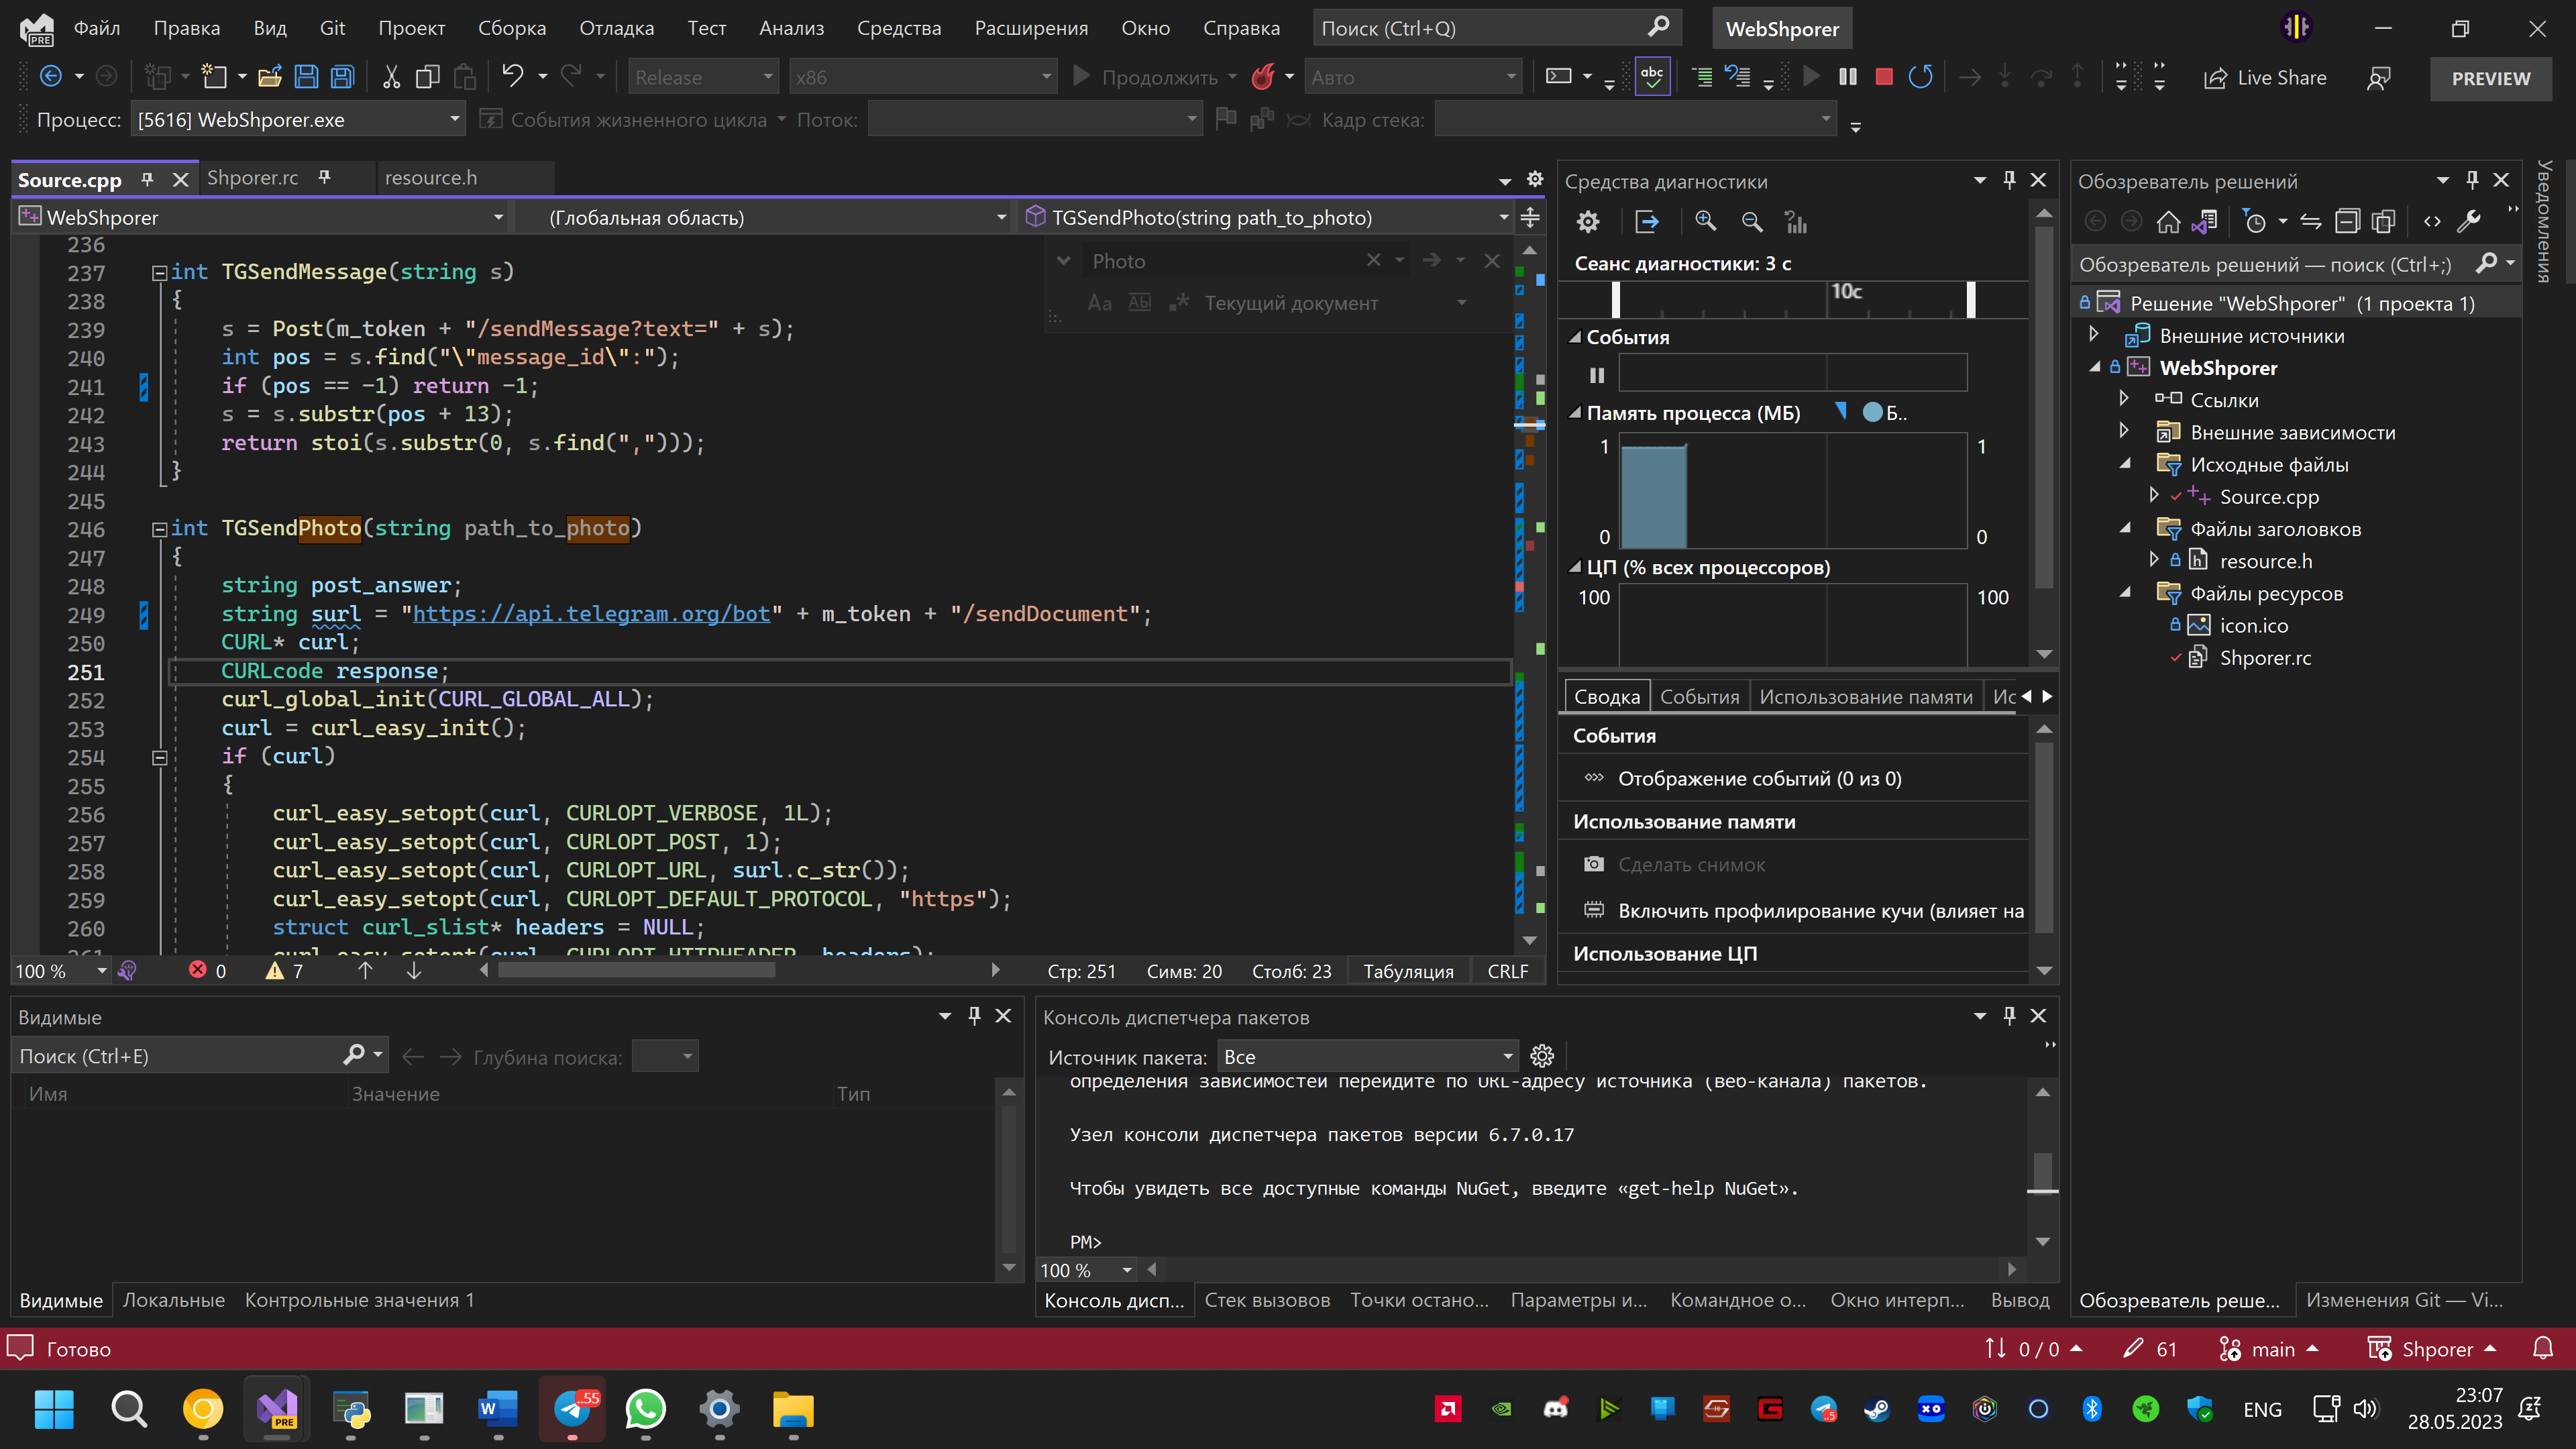 Файл Правка Вид Git Проект Сборка Отладка Тест Анализ Средства Расширения Окно Справка Поиск (Ctrl+Q) WebShporer
Release x86 Продолжить Авто Live Share PREVIEW
Процесс: [5616] WebShporer.exe События жизненного цикла Поток: Кадр стека:
Source.cpp Shporer.rc resource.h
WebShporer (Глобальная область) TGSendPhoto(string path_to_photo)
Photo
Aa Ab Текущий документ
236
237 int TGSendMessage(string s)
238 {
239 s = Post(m_token + "/sendMessage?text=" + s);
240 int pos = s.find("\"message_id\":");
241 if (pos == -1) return -1;
242 s = s.substr(pos + 13);
243 return stoi(s.substr(0, s.find(",")));
244 }
245
246 int TGSendPhoto(string path_to_photo)
247 {
248 string post_answer;
249 string surl = "https://api.telegram.org/bot" + m_token + "/sendDocument";
250 CURL* curl;
251 CURLcode response;
252 curl_global_init(CURL_GLOBAL_ALL);
253 curl = curl_easy_init();
254 if (curl)
255 {
256 curl_easy_setopt(curl, CURLOPT_VERBOSE, 1L);
257 curl_easy_setopt(curl, CURLOPT_POST, 1);
258 curl_easy_setopt(curl, CURLOPT_URL, surl.c_str());
259 curl_easy_setopt(curl, CURLOPT_DEFAULT_PROTOCOL, "https");
260 struct curl_slist* headers = NULL;
261 curl_easy_setopt(curl, CURLOPT_HTTPHEADER, headers);
100 % 0 7 Стр: 251 Симв: 20 Столб: 23 Табуляция CRLF
Средства диагностики
Сеанс диагностики: 3 с
10с
События
Память процесса (МБ) Б..
1 1
0 0
ЦП (% всех процессоров)
100 100
Сводка События Использование памяти Ис
События
Отображение событий (0 из 0)
Использование памяти
Сделать снимок
Включить профилирование кучи (влияет на
Использование ЦП
Обозреватель решений
Обозреватель решений — поиск (Ctrl+;)
Решение "WebShporer" (1 проекта 1)
Внешние источники
WebShporer
Ссылки
Внешние зависимости
Исходные файлы
Source.cpp
Файлы заголовков
resource.h
Файлы ресурсов
icon.ico
Shporer.rc
Уведомления
Видимые
Поиск (Ctrl+E) Глубина поиска:
Имя Значение Тип
Видимые Локальные Контрольные значения 1
Консоль диспетчера пакетов
Источник пакета: Все
определения зависимостей перейдите по URL-адресу источника (веб-канала) пакетов.
Узел консоли диспетчера пакетов версии 6.7.0.17
Чтобы увидеть все доступные команды NuGet, введите «get-help NuGet».
PM>
100 %
Консоль дисп... Стек вызовов Точки остано... Параметры и... Командное о... Окно интерп... Вывод
Обозреватель реше... Изменения Git — Vi...
Готово 0 / 0 61 main Shporer
PRE W ..55 ENG 23:07
28.05.2023